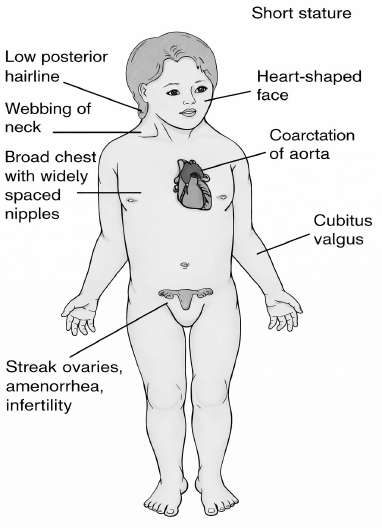 Short stature
Low posterior
hairline
Heart-shaped
face
Webbing of
neck
Coarctation
of aorta
Broad chest
with widely
spaced
nipples
Cubitus
valgus
Streak ovaries,
amenorrhea,
infertility